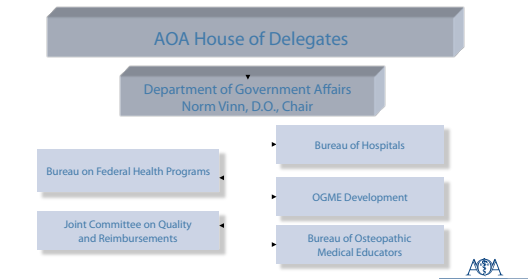 AOA House of Delegates
Department of Government Affairs
Norm Vinn, D.O., Chair
Bureau on Federal Health Programs
Joint Committee on Quality
and Reimbursements
Bureau of Hospitals
OGME Development
Bureau of Osteopathic
Medical Educators
AOA